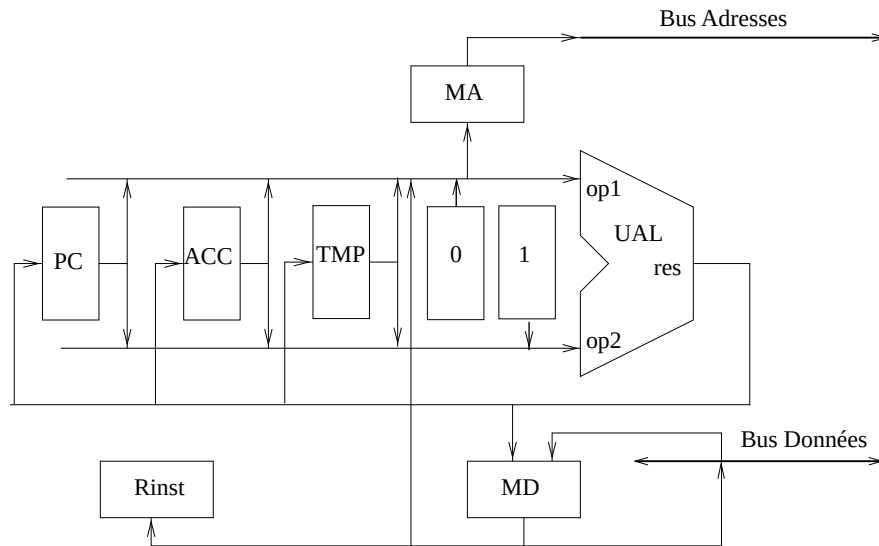 Bus Adresses
MA
op1
PC
ACC
TMP
0
1
UAL
res
op2
Bus Données
Rinst
MD